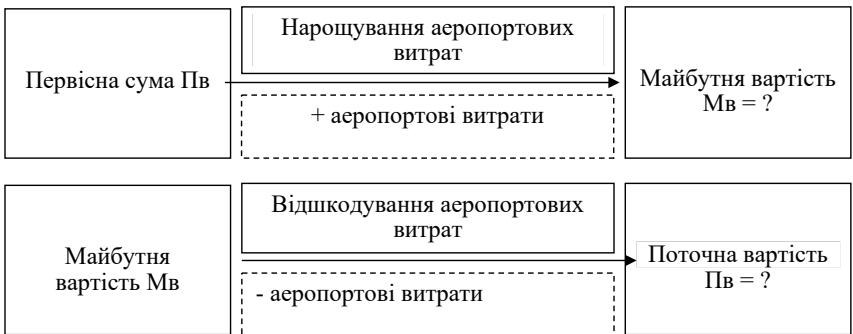 Нарощування аеропортових
витрат
Первісна сума Пв
Майбутня вартість
Мв = ?
+ аеропортові витрати
Відшкодування аеропортових
витрат
Майбутня
вартість Мв
Поточна вартість
Пв = ?
- аеропортові витрати